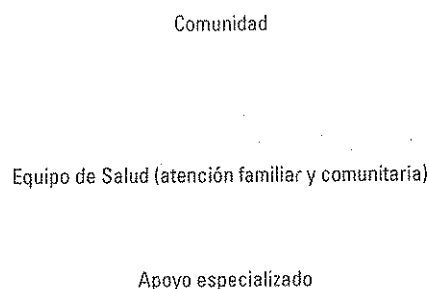 Comunidad
Equipo de Salud (atención familiar y comunitaria)
Apoyo especializado